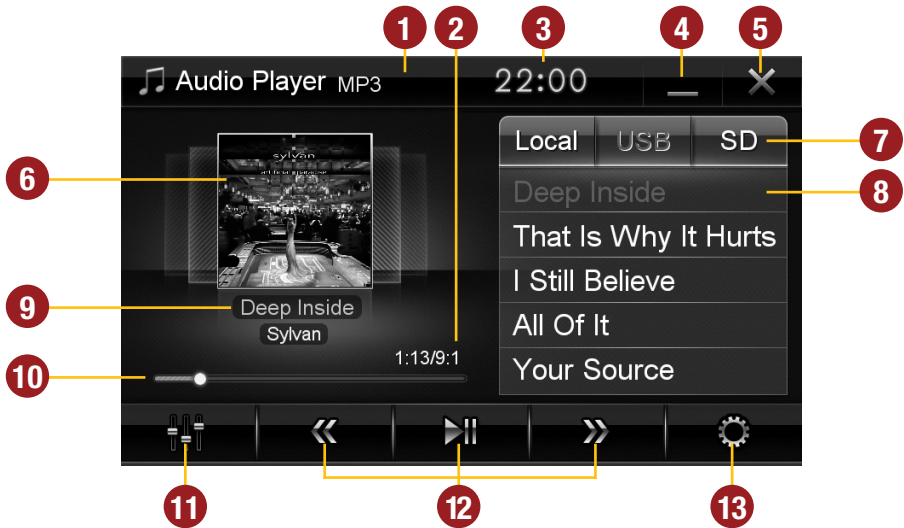 1 2 3 4 5
Audio Player MP3 22:00
Local USB SD 7
sylvan
artificial paradise
6
Deep Inside 8
That Is Why It Hurts
I Still Believe
9 Deep Inside
All Of It
Sylvan
1:13/9:1
10
Your Source
11 12 13